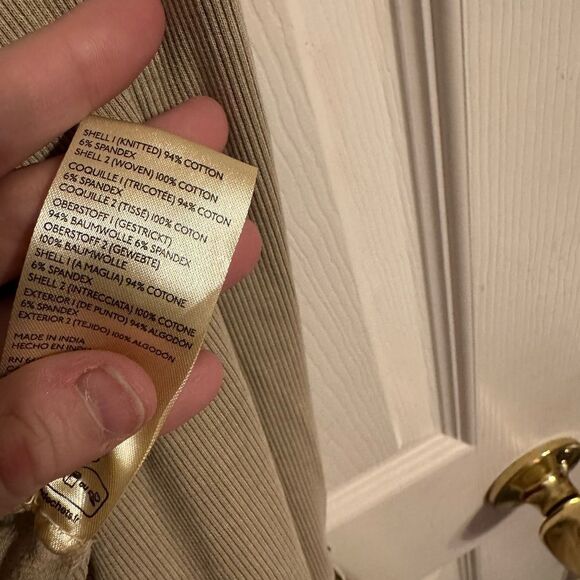 SHELL 1 (KNITTED) 94% COTTON
6% SPANDEX
SHELL 2 (WOVEN) 100% COTTON
COQUILLE 1 (TRICOTÉE) 94% COTON
6% SPANDEX
COQUILLE 2 (TISSÉ) 100% COTON
OBERSTOFF 1 (GESTRICKT)
94% BAUMWOLLE 6% SPANDEX
OBERSTOFF 2 (GEWEBTE)
100% BAUMWOLLE
SHELL 1 (A MAGLIA) 94% COTONE
6% SPANDEX
SHELL 2 (INTRECCIATA) 100% COTONE
EXTERIOR 1 (DE PUNTO) 94% ALGODÓN
6% SPANDEX
EXTERIOR 2 (TEJIDO) 100% ALGODÓN
MADE IN INDIA
HECHO EN
RN
ou